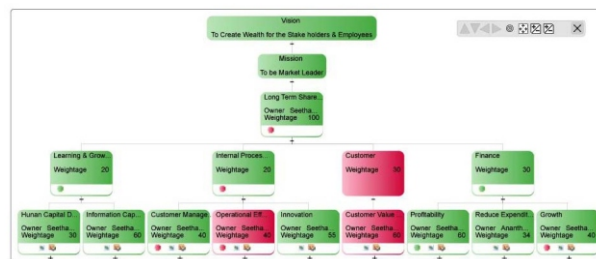 Vision
To Create Wealth for the Stake holders & Employees
Mission
To be Market Leader
Long Term Share...
Owner Seetha...
Weightage 100
Learning & Grow...
Weightage 20
Internal Proces...
Weightage 20
Customer
Weightage 30
Finance
Weightage 30
Hunan Capital D...
Owner Seetha...
Weightage 30
Information Cap...
Owner Seetha...
Weightage 60
Customer Manage...
Owner Seetha...
Weightage 40
Operational Eff...
Owner Seetha...
Weightage 40
Innovation
Owner Seetha...
Weightage 55
Customer Value
Owner Seetha...
Weightage 60
Profitability
Owner Seetha...
Weightage 60
Reduce Expendit...
Owner Ananth...
Weightage 34
Growth
Owner Seetha...
Weightage 40